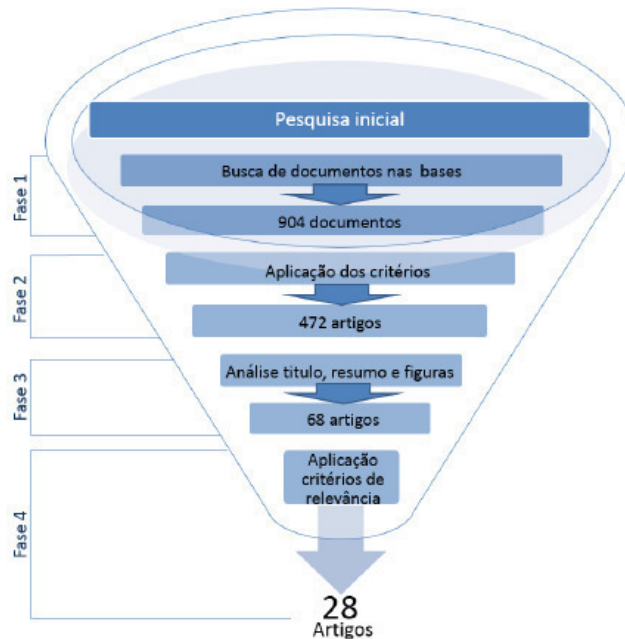 Pesquisa inicial
Fase 1
Busca de documentos nas bases
904 documentos
Fase 2
Aplicação dos critérios
472 artigos
Fase 3
Análise titulo, resumo e figuras
68 artigos
Fase 4
Aplicação
critérios de
relevância
28
Artigos